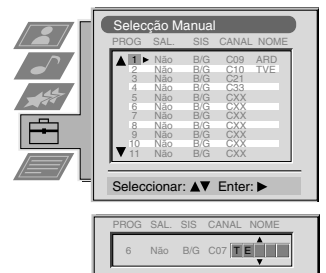 Selecção Manual
PROG SAL. SIS CANAL NOME
1 Não B/G C09 ARD
2 Não B/G C10 TVE
3 Não B/G C21
4 Não B/G C33
5 Não B/G CXX
6 Não B/G CXX
7 Não B/G CXX
8 Não B/G CXX
9 Não B/G CXX
10 Não B/G CXX
11 Não B/G CXX
Seleccionar: ▲▼ Enter: ►
PROG SAL. SIS CANAL NOME
6 Não B/G C07 T E